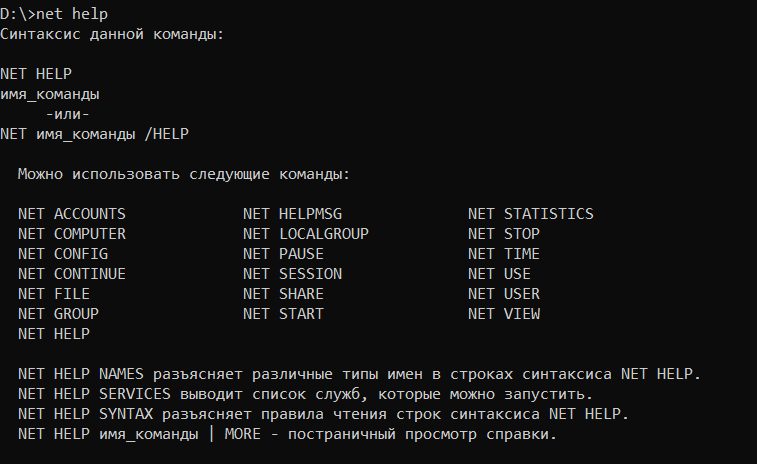 D:\>net help
Синтаксис данной команды:
NET HELP
имя_команды
-или-
NET имя_команды /HELP
Можно использовать следующие команды:
NET ACCOUNTS NET HELPMSG NET STATISTICS
NET COMPUTER NET LOCALGROUP NET STOP
NET CONFIG NET PAUSE NET TIME
NET CONTINUE NET SESSION NET USE
NET FILE NET SHARE NET USER
NET GROUP NET START NET VIEW
NET HELP
NET HELP NAMES разъясняет различные типы имен в строках синтаксиса NET HELP.
NET HELP SERVICES выводит список служб, которые можно запустить.
NET HELP SYNTAX разъясняет правила чтения строк синтаксиса NET HELP.
NET HELP имя_команды | MORE - постраничный просмотр справки.